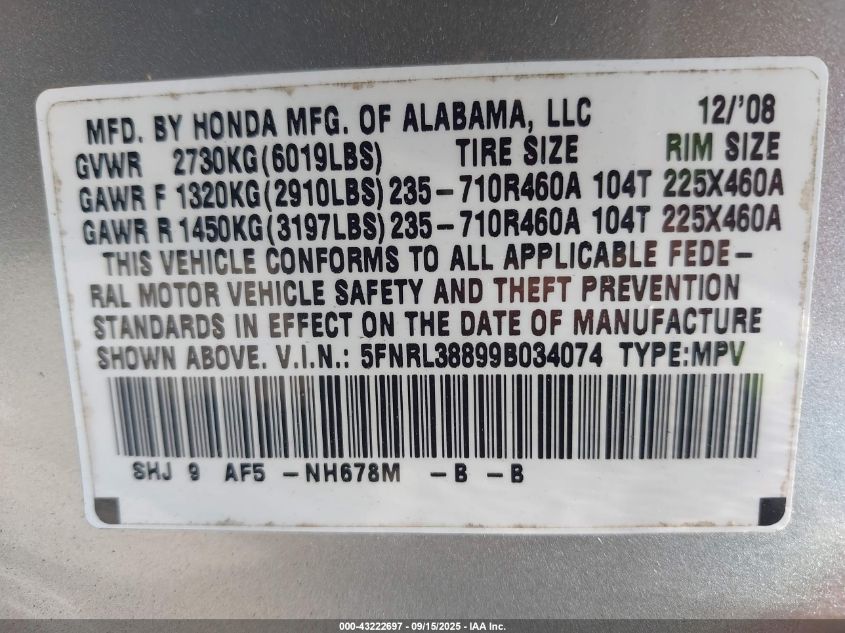 MFD. BY HONDA MFG. OF ALABAMA, LLC 12/'08
GVWR 2730KG(6019LBS) TIRE SIZE RIM SIZE
GAWR F 1320KG(2910LBS) 235-710R460A 104T 225X460A
GAWR R 1450KG(3197LBS) 235-710R460A 104T 225X460A
THIS VEHICLE CONFORMS TO ALL APPLICABLE FEDE-
RAL MOTOR VEHICLE SAFETY AND THEFT PREVENTION
STANDARDS IN EFFECT ON THE DATE OF MANUFACTURE
SHOWN ABOVE. V.I.N.: 5FNRL38899B034074 TYPE:MPV
SHJ 9 AF5 -NH678M -B -B
000-43222697 - 09/15/2025 - IAA Inc.